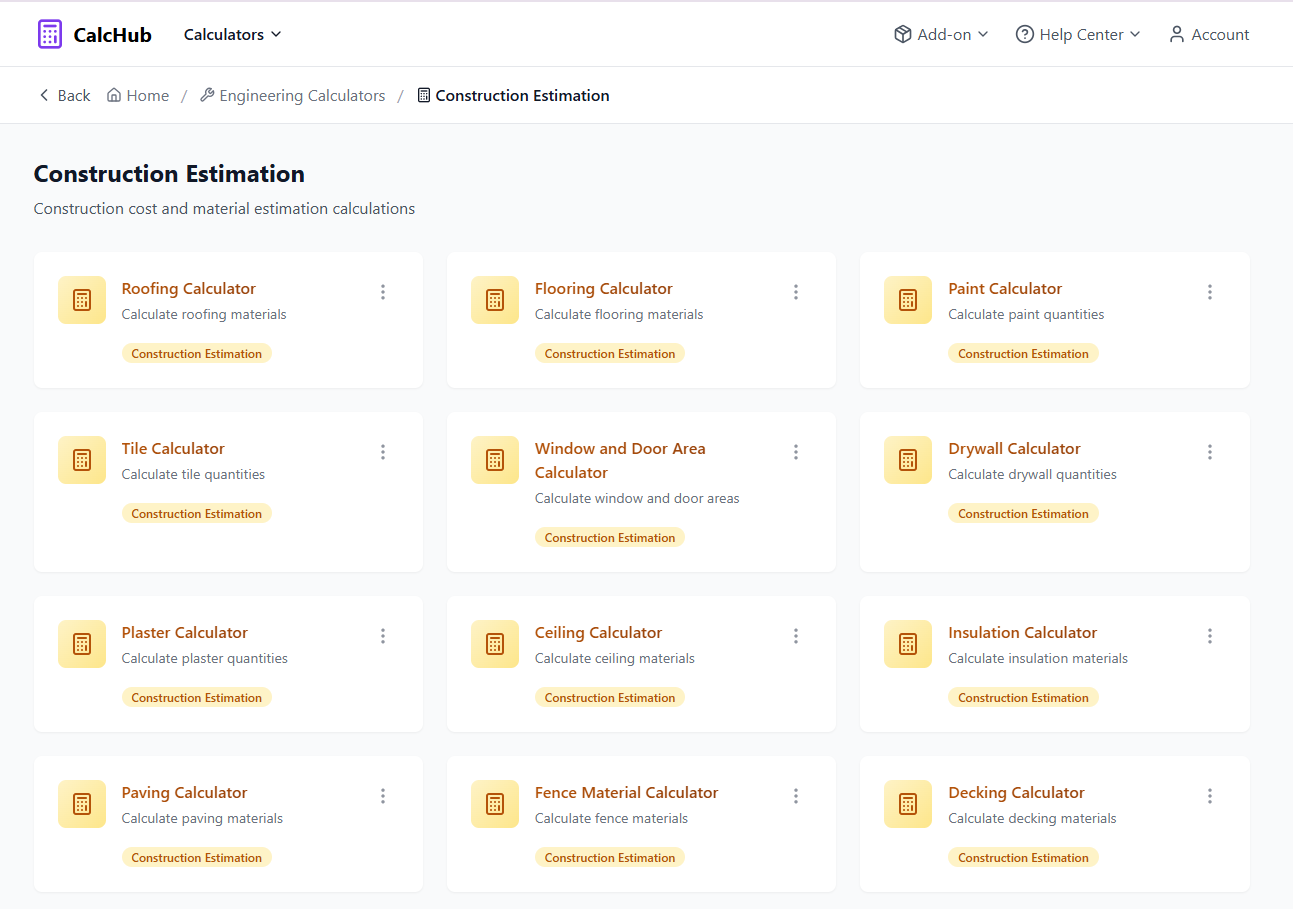 CalcHub
Calculators
Add-on
Help Center
Account
Back
Home
/
Engineering Calculators
/
Construction Estimation
Construction Estimation
Construction cost and material estimation calculations
Roofing Calculator
Calculate roofing materials
Construction Estimation
Flooring Calculator
Calculate flooring materials
Construction Estimation
Paint Calculator
Calculate paint quantities
Construction Estimation
Tile Calculator
Calculate tile quantities
Construction Estimation
Window and Door Area
Calculator
Calculate window and door areas
Construction Estimation
Drywall Calculator
Calculate drywall quantities
Construction Estimation
Plaster Calculator
Calculate plaster quantities
Construction Estimation
Ceiling Calculator
Calculate ceiling materials
Construction Estimation
Insulation Calculator
Calculate insulation materials
Construction Estimation
Paving Calculator
Calculate paving materials
Construction Estimation
Fence Material Calculator
Calculate fence materials
Construction Estimation
Decking Calculator
Calculate decking materials
Construction Estimation